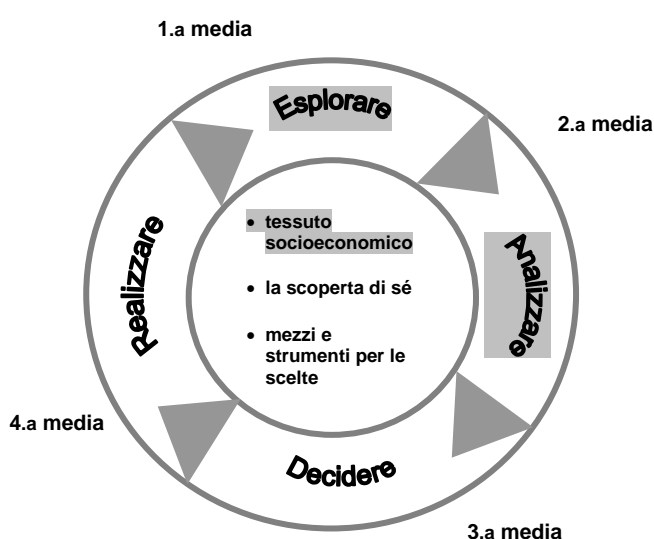 1.a media
Esplorare
2.a media
• tessuto
socioeconomico
Realizzare
Analizzare
• la scoperta di sé
• mezzi e
strumenti per le
scelte
4.a media
Decidere
3.a media